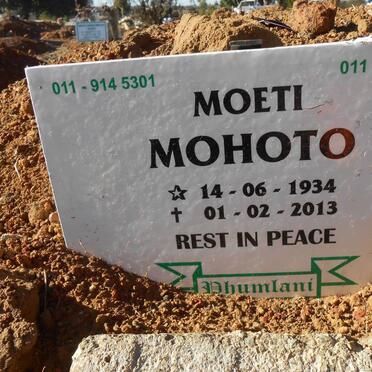 011 - 914 5301 011
MOETI
MOHOTO
☆ 14 - 06 - 1934
✝ 01 - 02 - 2013
REST IN PEACE
Phumlani